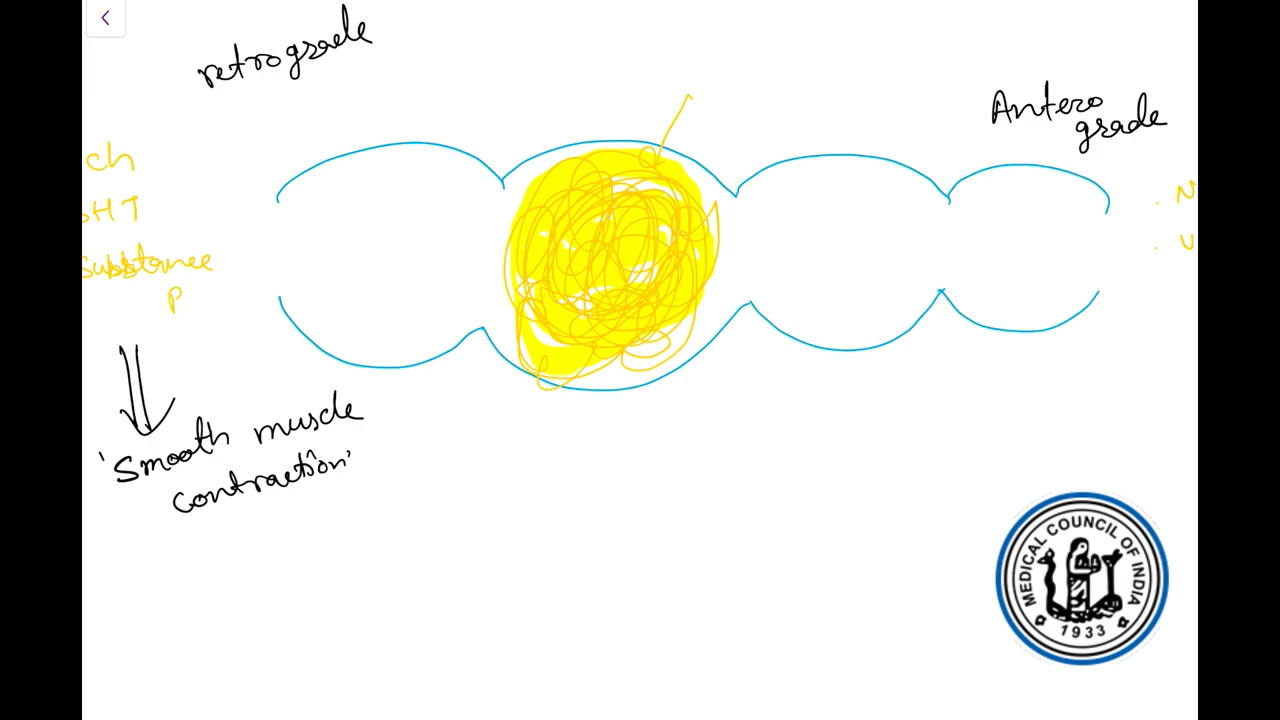 retrograde
Antero
grade
ch
5HT
Substance
P
N
V
'Smooth muscle
contraction'
MEDICAL COUNCIL OF INDIA
1933